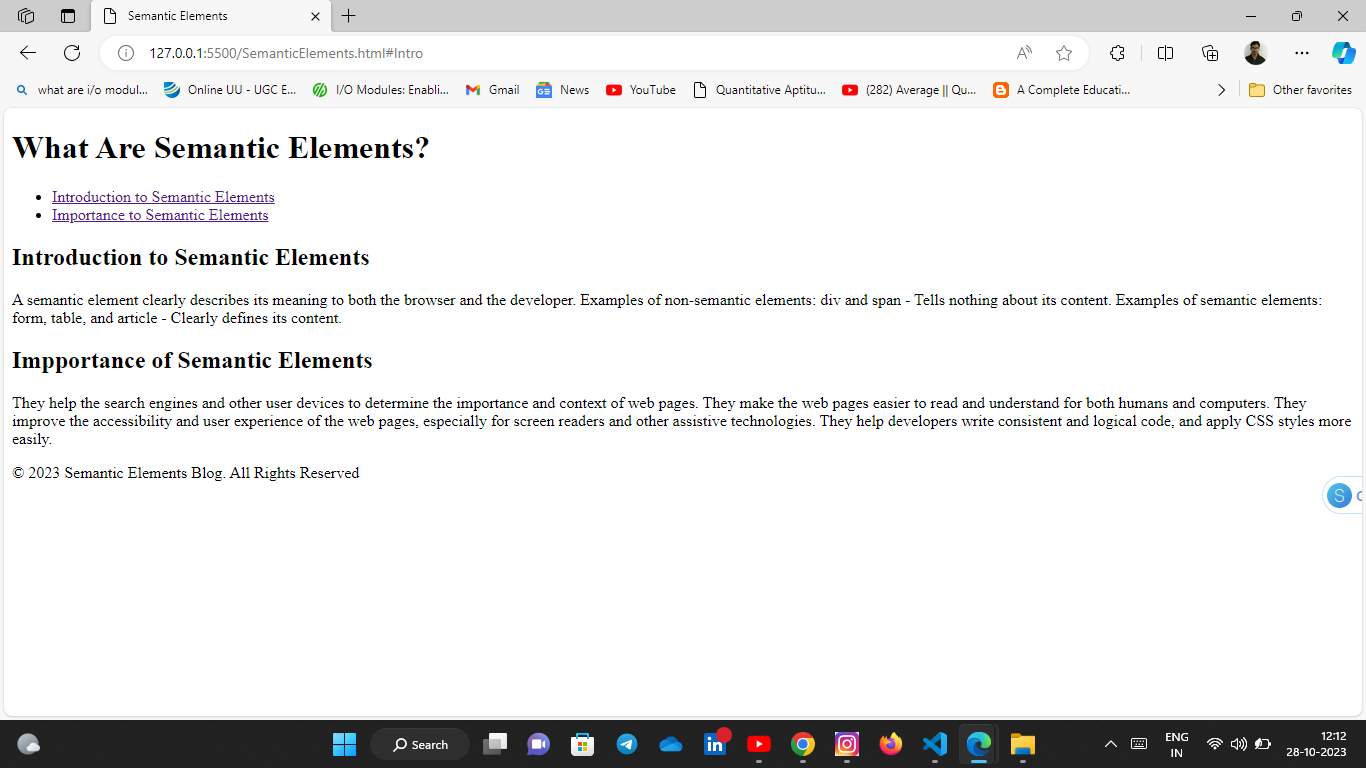 Semantic Elements
127.0.0.1:5500/SemanticElements.html#Intro
what are i/o modul...
Online UU - UGC E...
I/O Modules: Enabli...
Gmail
News
YouTube
Quantitative Aptitu...
(282) Average || Qu...
A Complete Educati...
Other favorites
What Are Semantic Elements?
Introduction to Semantic Elements
Importance to Semantic Elements
Introduction to Semantic Elements
A semantic element clearly describes its meaning to both the browser and the developer. Examples of non-semantic elements: div and span - Tells nothing about its content. Examples of semantic elements:
form, table, and article - Clearly defines its content.
Impportance of Semantic Elements
They help the search engines and other user devices to determine the importance and context of web pages. They make the web pages easier to read and understand for both humans and computers. They
improve the accessibility and user experience of the web pages, especially for screen readers and other assistive technologies. They help developers write consistent and logical code, and apply CSS styles more
easily.
© 2023 Semantic Elements Blog. All Rights Reserved
S
Search
ENG
IN
12:12
28-10-2023